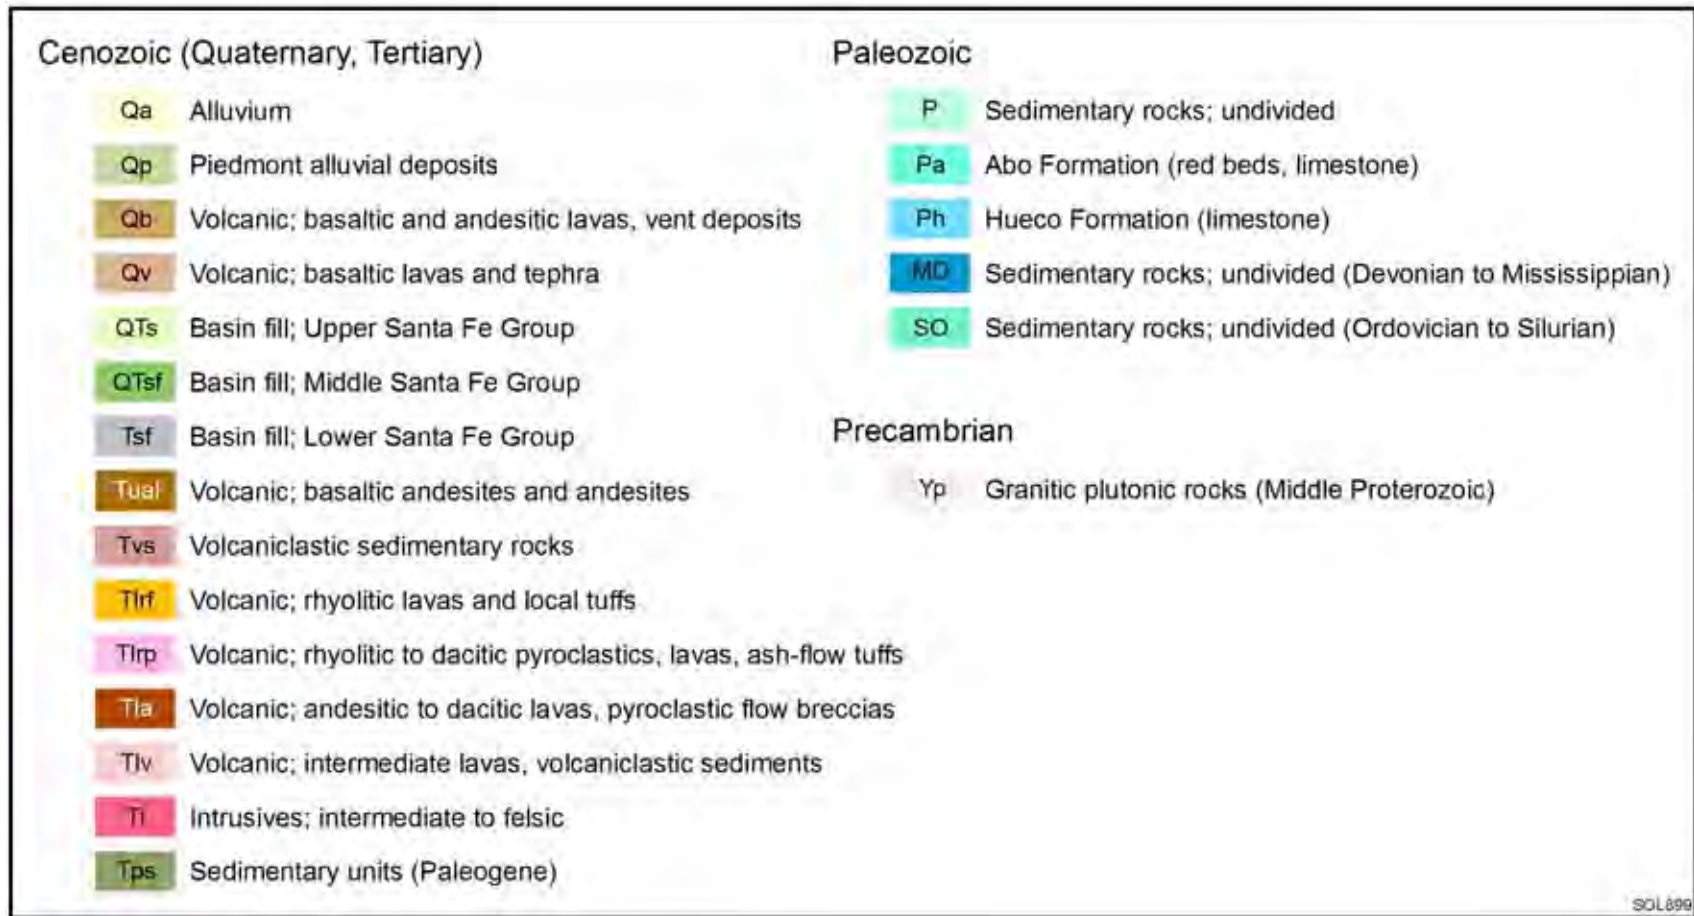 Cenozoic (Quaternary, Tertiary)
Qa Alluvium
Qp Piedmont alluvial deposits
Qb Volcanic; basaltic and andesitic lavas, vent deposits
Qv Volcanic; basaltic lavas and tephra
QTs Basin fill; Upper Santa Fe Group
QTsf Basin fill; Middle Santa Fe Group
Tsf Basin fill; Lower Santa Fe Group
Tual Volcanic; basaltic andesites and andesites
Tvs Volcaniclastic sedimentary rocks
Tlrf Volcanic; rhyolitic lavas and local tuffs
Tlrp Volcanic; rhyolitic to dacitic pyroclastics, lavas, ash-flow tuffs
Tla Volcanic; andesitic to dacitic lavas, pyroclastic flow breccias
Tlv Volcanic; intermediate lavas, volcaniclastic sediments
Ti Intrusives; intermediate to felsic
Tps Sedimentary units (Paleogene)
Paleozoic
P Sedimentary rocks; undivided
Pa Abo Formation (red beds, limestone)
Ph Hueco Formation (limestone)
MD Sedimentary rocks; undivided (Devonian to Mississippian)
SO Sedimentary rocks; undivided (Ordovician to Silurian)
Precambrian
Yp Granitic plutonic rocks (Middle Proterozoic)
SOL899